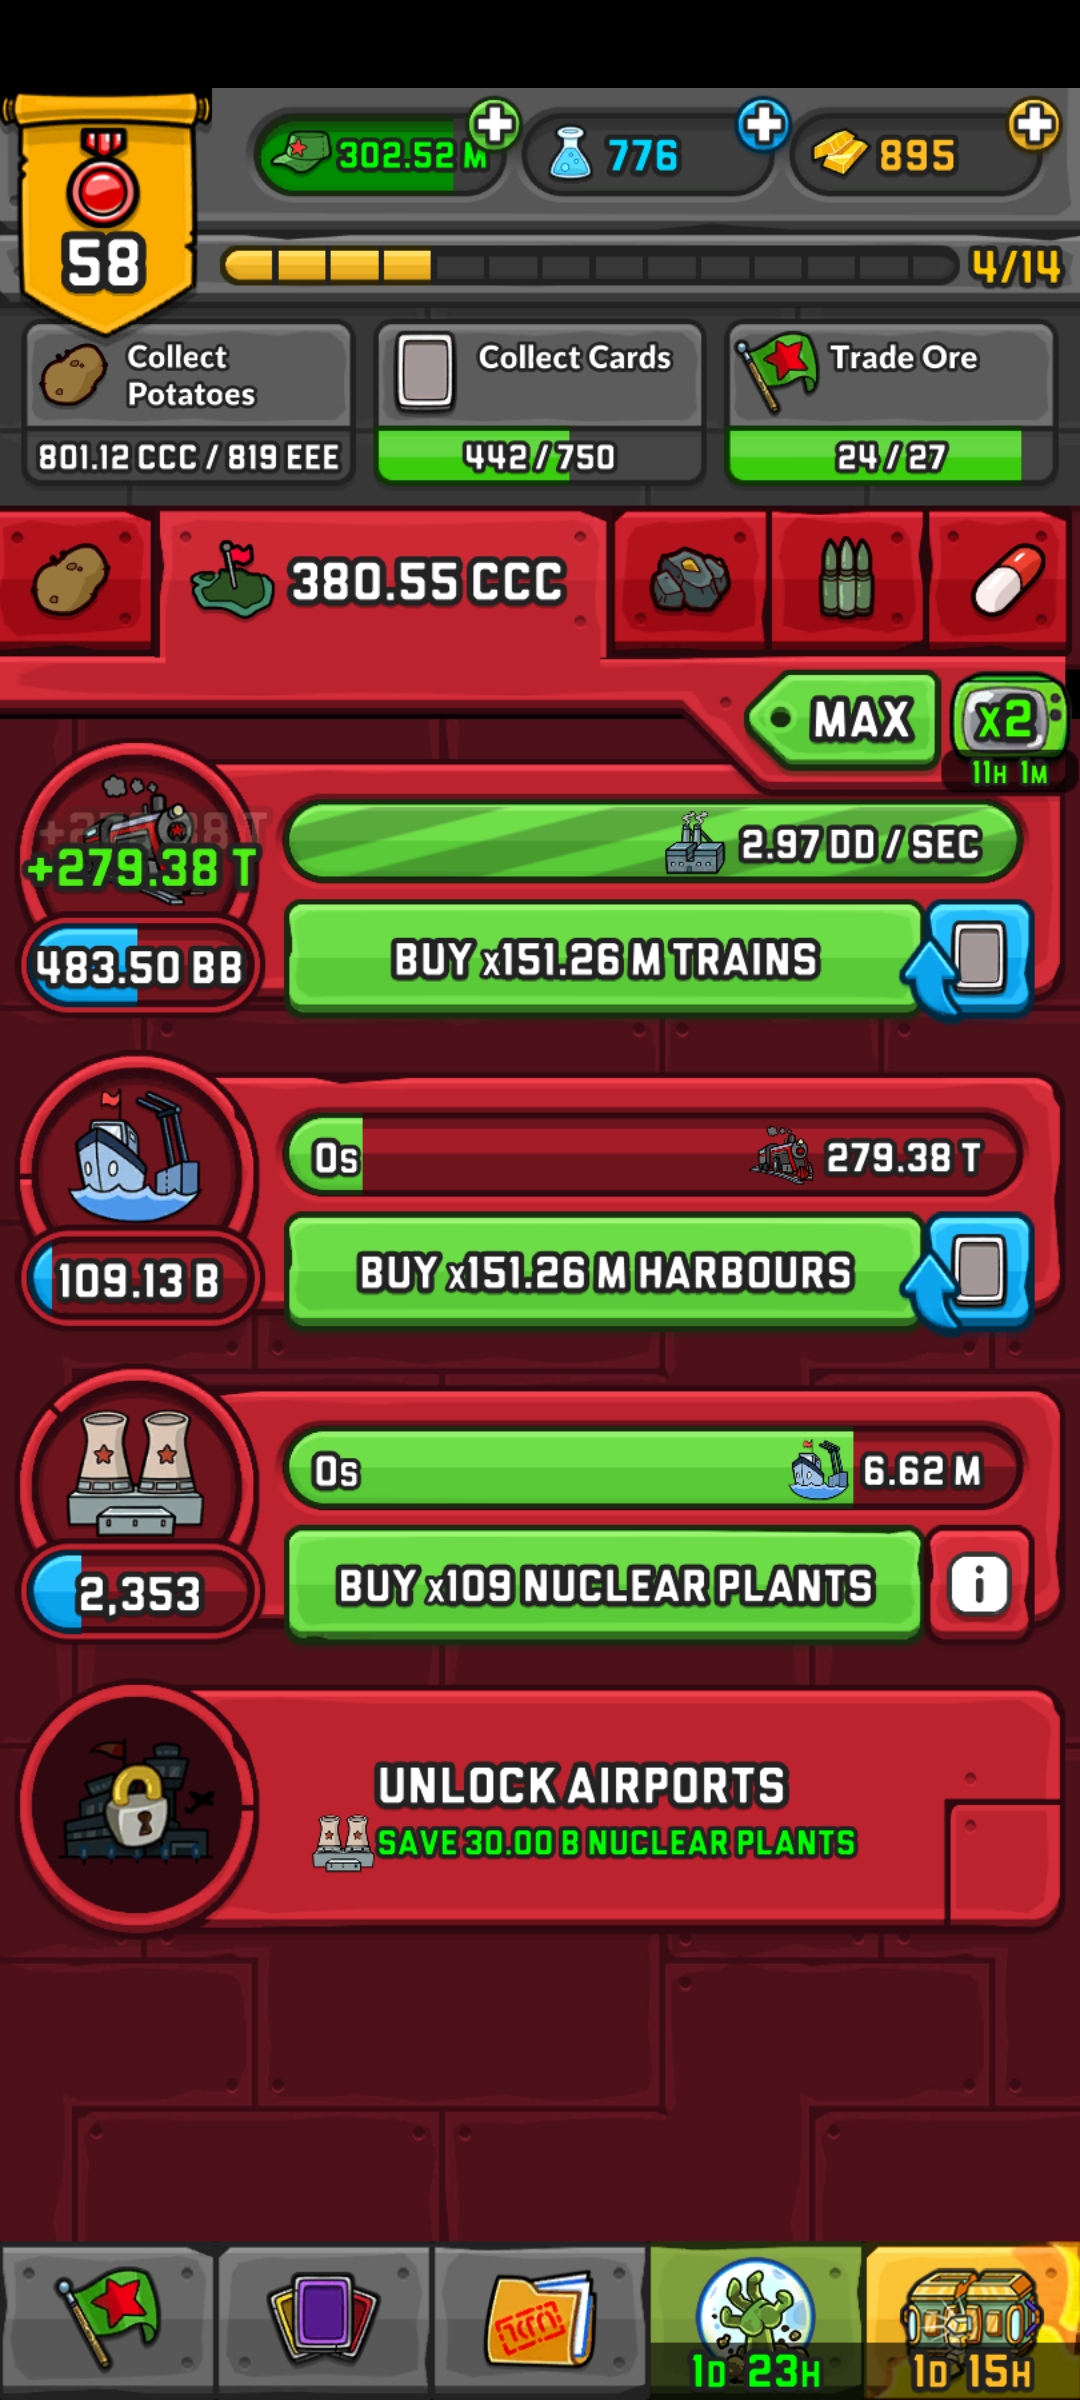 302.52 M
776
895
58
4/14
Collect
Potatoes
Collect Cards
Trade Ore
801.12 CCC / 819 EEE
442 / 750
24 / 27
380.55 CCC
MAX
x2
11H 1M
+279.38 T
2.97 DD / SEC
483.50 BB
BUY x151.26 M TRAINS
0s
279.38 T
109.13 B
BUY x151.26 M HARBOURS
0s
6.62 M
2,353
BUY x109 NUCLEAR PLANTS
i
UNLOCK AIRPORTS
SAVE 30.00 B NUCLEAR PLANTS
1D 23H
1D 15H